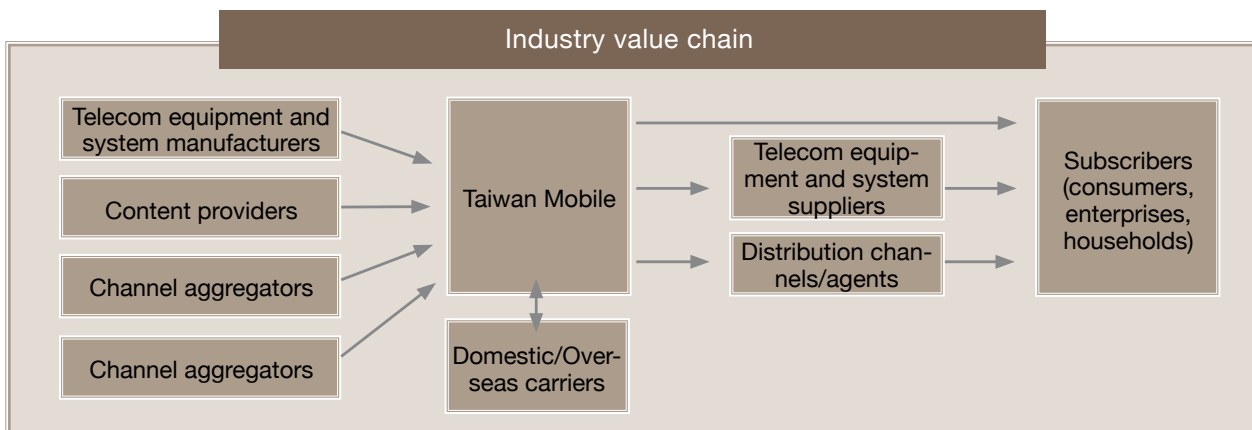 Industry value chain
Telecom equipment and
system manufacturers
Content providers
Channel aggregators
Channel aggregators
Taiwan Mobile
Domestic/Over-
seas carriers
Telecom equip-
ment and system
suppliers
Distribution chan-
nels/agents
Subscribers
(consumers,
enterprises,
households)